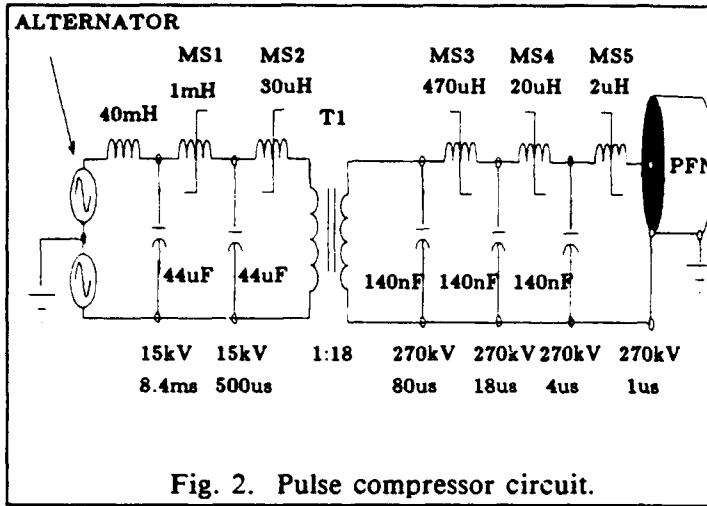 ALTERNATOR
MS1 MS2 MS3 MS4 MS5
1mH 30uH 470uH 20uH 2uH
40mH T1
PFN
44uF 44uF 140nF 140nF 140nF
15kV 15kV 1:18 270kV 270kV 270kV 270kV
8.4ms 500us 80us 18us 4us 1us
Fig. 2. Pulse compressor circuit.